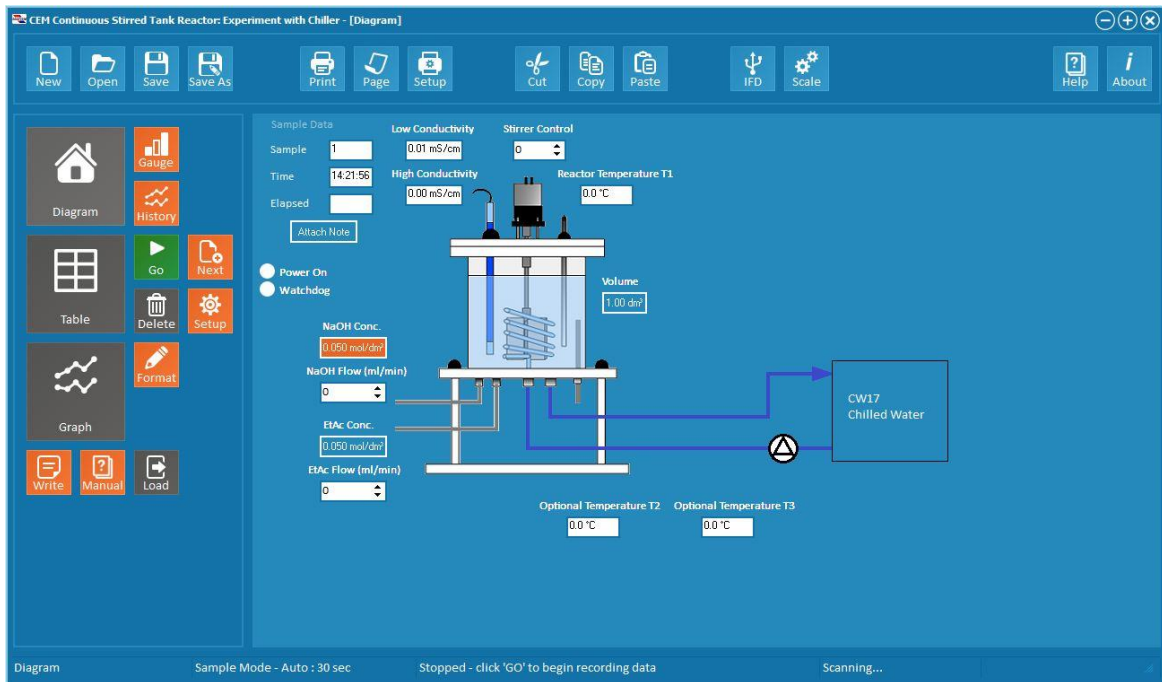 CEM Continuous Stirred Tank Reactor: Experiment with Chiller - [Diagram]
New Open Save Save As Print Page Setup Cut Copy Paste IFD Scale Help About
Diagram
Gauge
History
Table
Go
Next
Delete
Setup
Graph
Format
Write
Manual
Load
Sample Data
Sample 1
Time 14:21:56
Elapsed
Attach Note
Low Conductivity
0.01 mS/cm
High Conductivity
0.00 mS/cm
Stirrer Control
0
Reactor Temperature T1
0.0 °C
Power On
Watchdog
Volume
1.00 dm³
NaOH Conc.
0.050 mol/dm³
NaOH Flow (ml/min)
0
EtAc Conc.
0.050 mol/dm³
EtAc Flow (ml/min)
0
CW17
Chilled Water
Optional Temperature T2
0.0 °C
Optional Temperature T3
0.0 °C
Diagram Sample Mode - Auto : 30 sec Stopped - click 'GO' to begin recording data Scanning...